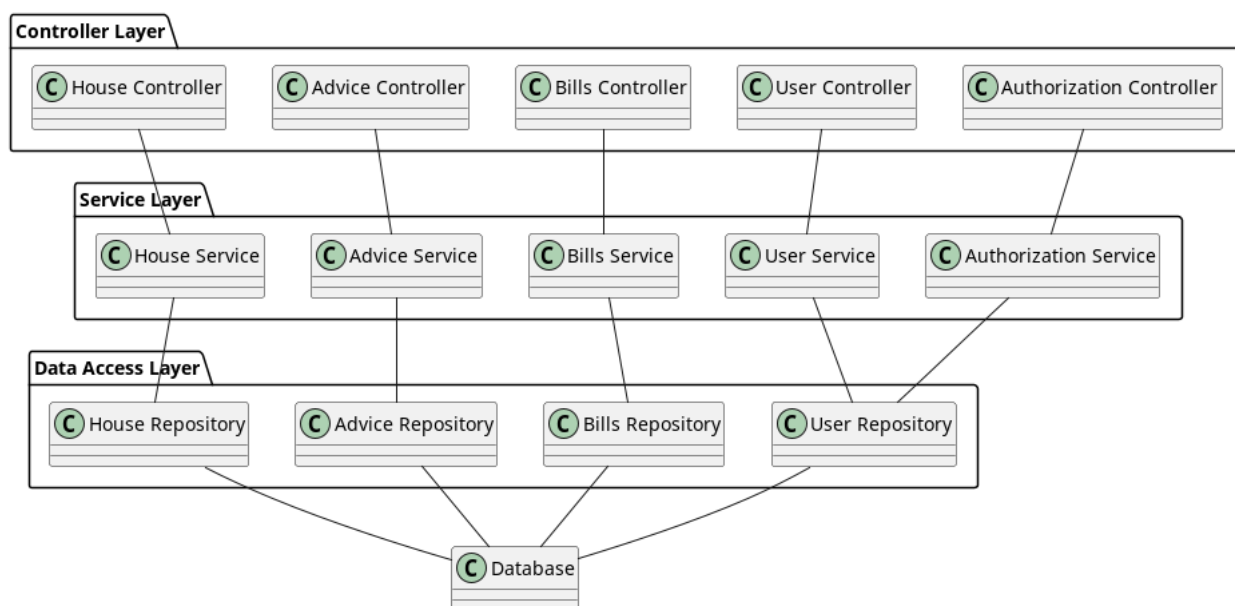 Controller Layer
C House Controller
C Advice Controller
C Bills Controller
C User Controller
C Authorization Controller
Service Layer
C House Service
C Advice Service
C Bills Service
C User Service
C Authorization Service
Data Access Layer
C House Repository
C Advice Repository
C Bills Repository
C User Repository
C Database